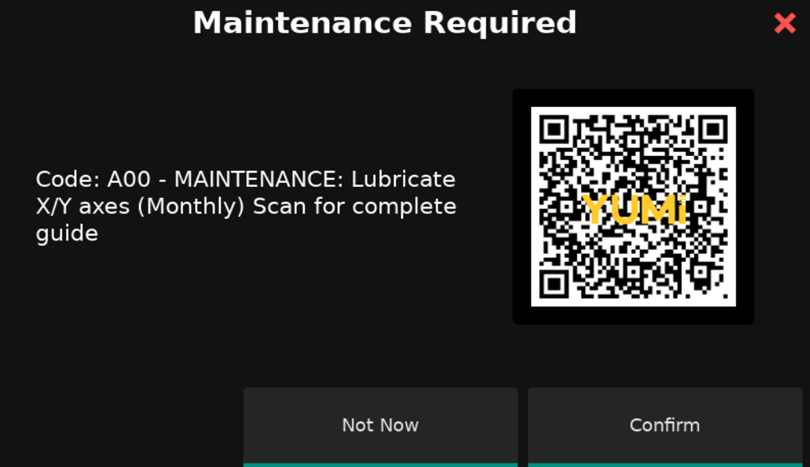 Maintenance Required
Code: A00 - MAINTENANCE: Lubricate
X/Y axes (Monthly) Scan for complete
guide
YUMi
Not Now
Confirm